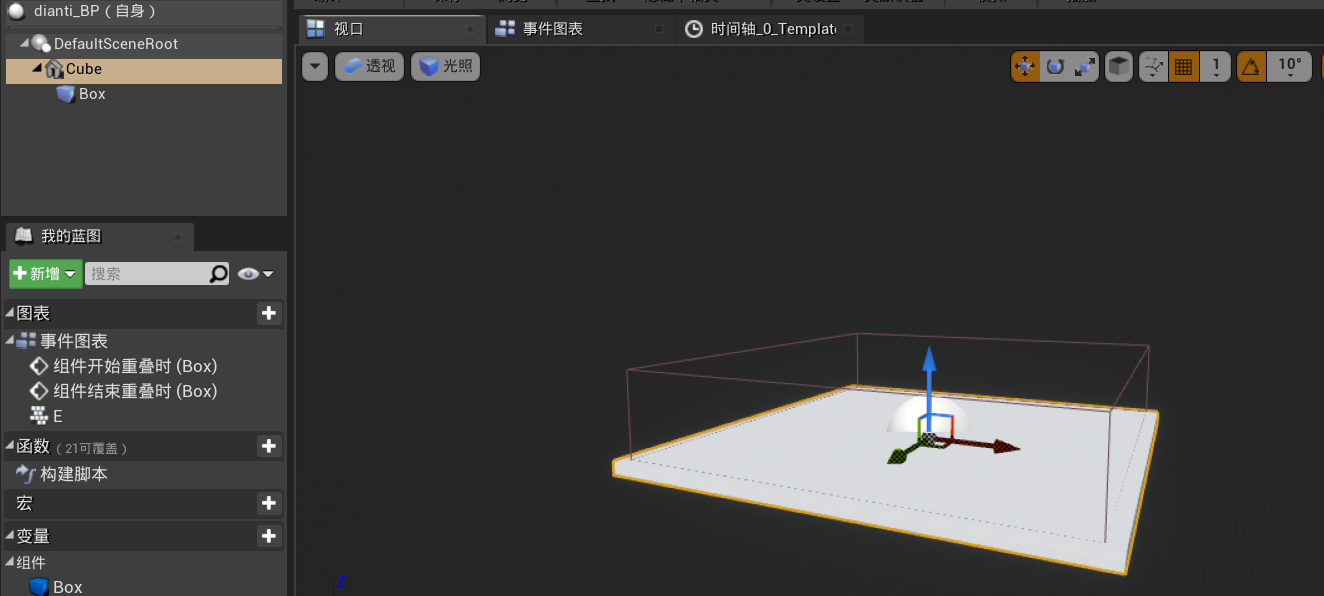 dianti_BP（自身）
DefaultSceneRoot
Cube
Box
我的蓝图
新增
搜索
图表
事件图表
组件开始重叠时 (Box)
组件结束重叠时 (Box)
E
函数（21可覆盖）
构建脚本
宏
变量
组件
Box
视口
事件图表
时间轴_0_Templat
透视
光照
1
10°
Z